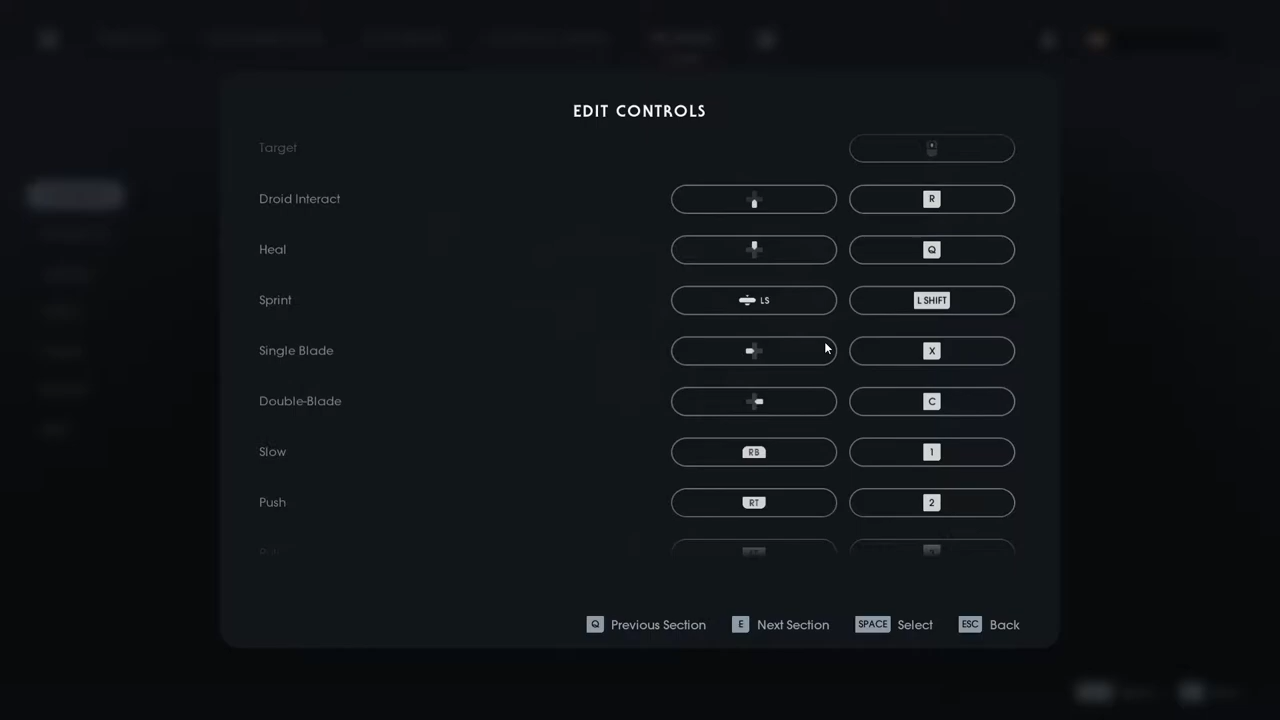 EDIT CONTROLS
Target
Droid Interact R
Heal Q
Sprint LS L SHIFT
Single Blade X
Double-Blade C
Slow RB 1
Push RT 2
Q Previous Section E Next Section SPACE Select ESC Back